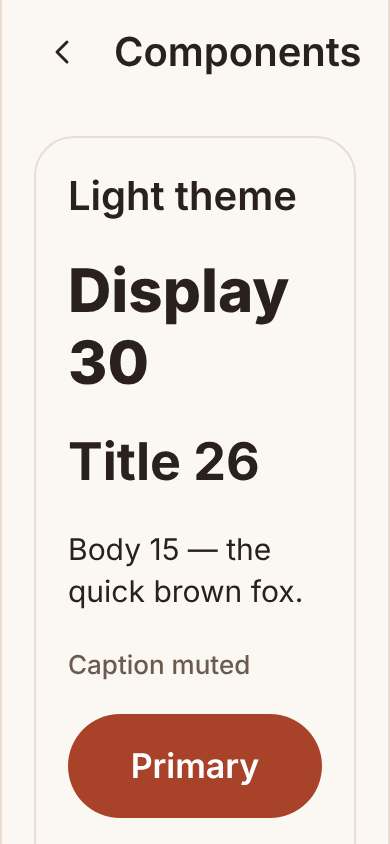 Components
Light theme
Display
30
Title 26
Body 15 — the
quick brown fox.
Caption muted
Primary